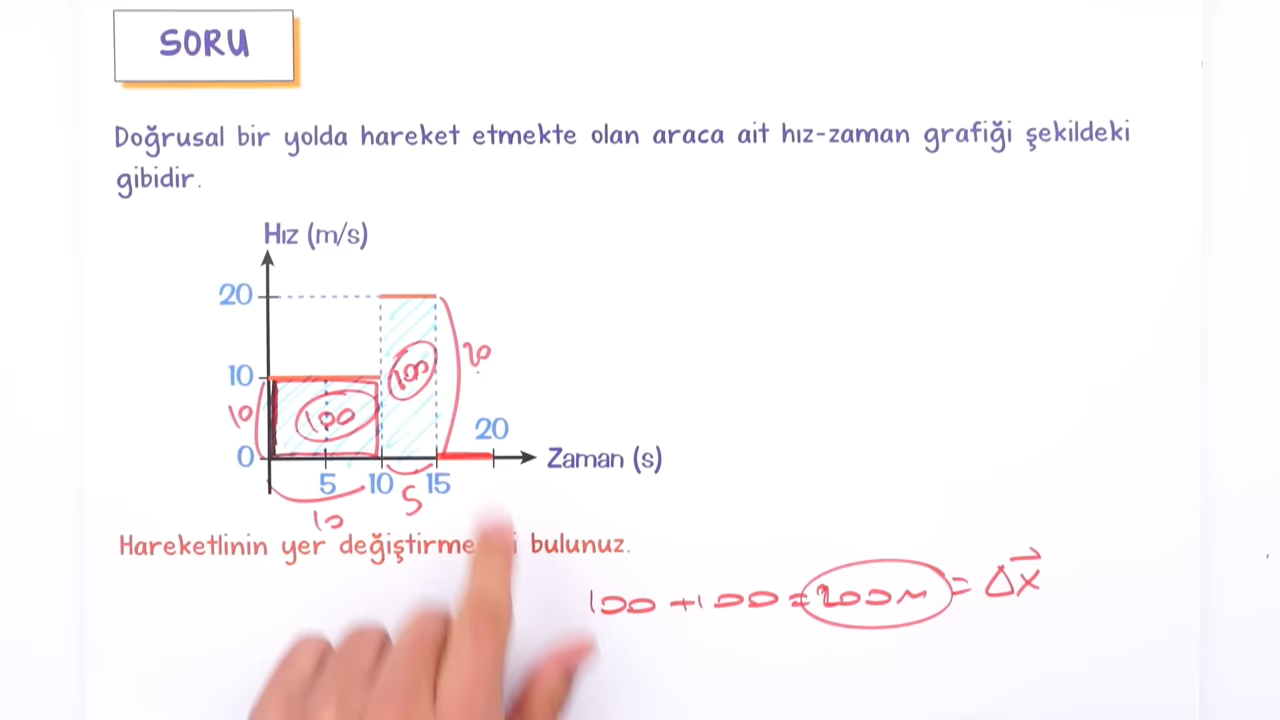 SORU
Doğrusal bir yolda hareket etmekte olan araca ait hız-zaman grafiği şekildeki
gibidir.
Hız (m/s)
20
20
10
100
10
100
20
0
Zaman (s)
5
10
15
5
10
Hareketlinin yer değiştirme i bulunuz.
100 + 100 = 200m = Δx